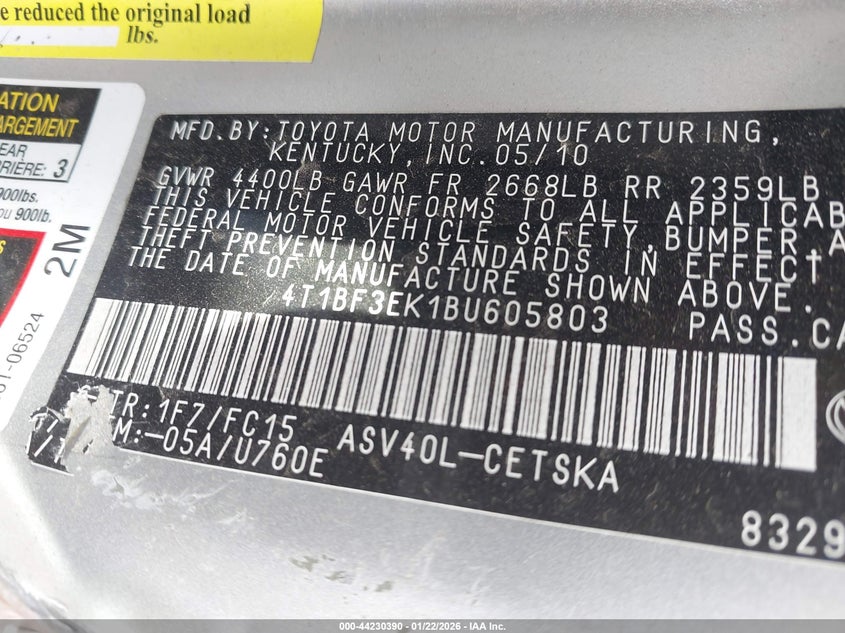 e reduced the original load
lbs.
ATION
ARGEMENT
EAR
RIERE: 3
900lbs.
ou 900lb.
2M
01-06524
MFD. BY: TOYOTA MOTOR MANUFACTURING,
KENTUCKY, INC. 05/10
GVWR 4400LB GAWR FR 2668LB RR 2359LB
THIS VEHICLE CONFORMS TO ALL APPLICAB
FEDERAL MOTOR VEHICLE SAFETY, BUMPER, A
THEFT PREVENTION STANDARDS IN EFFECT
THE DATE OF MANUFACTURE SHOWN ABOVE.
4T1BF3EK1BU605803 PASS. CA
TR: 1F7/FC15
M: -05A/U760E
ASV40L-CETSKA
8329
000-44230390 - 01/22/2026 - IAA Inc.